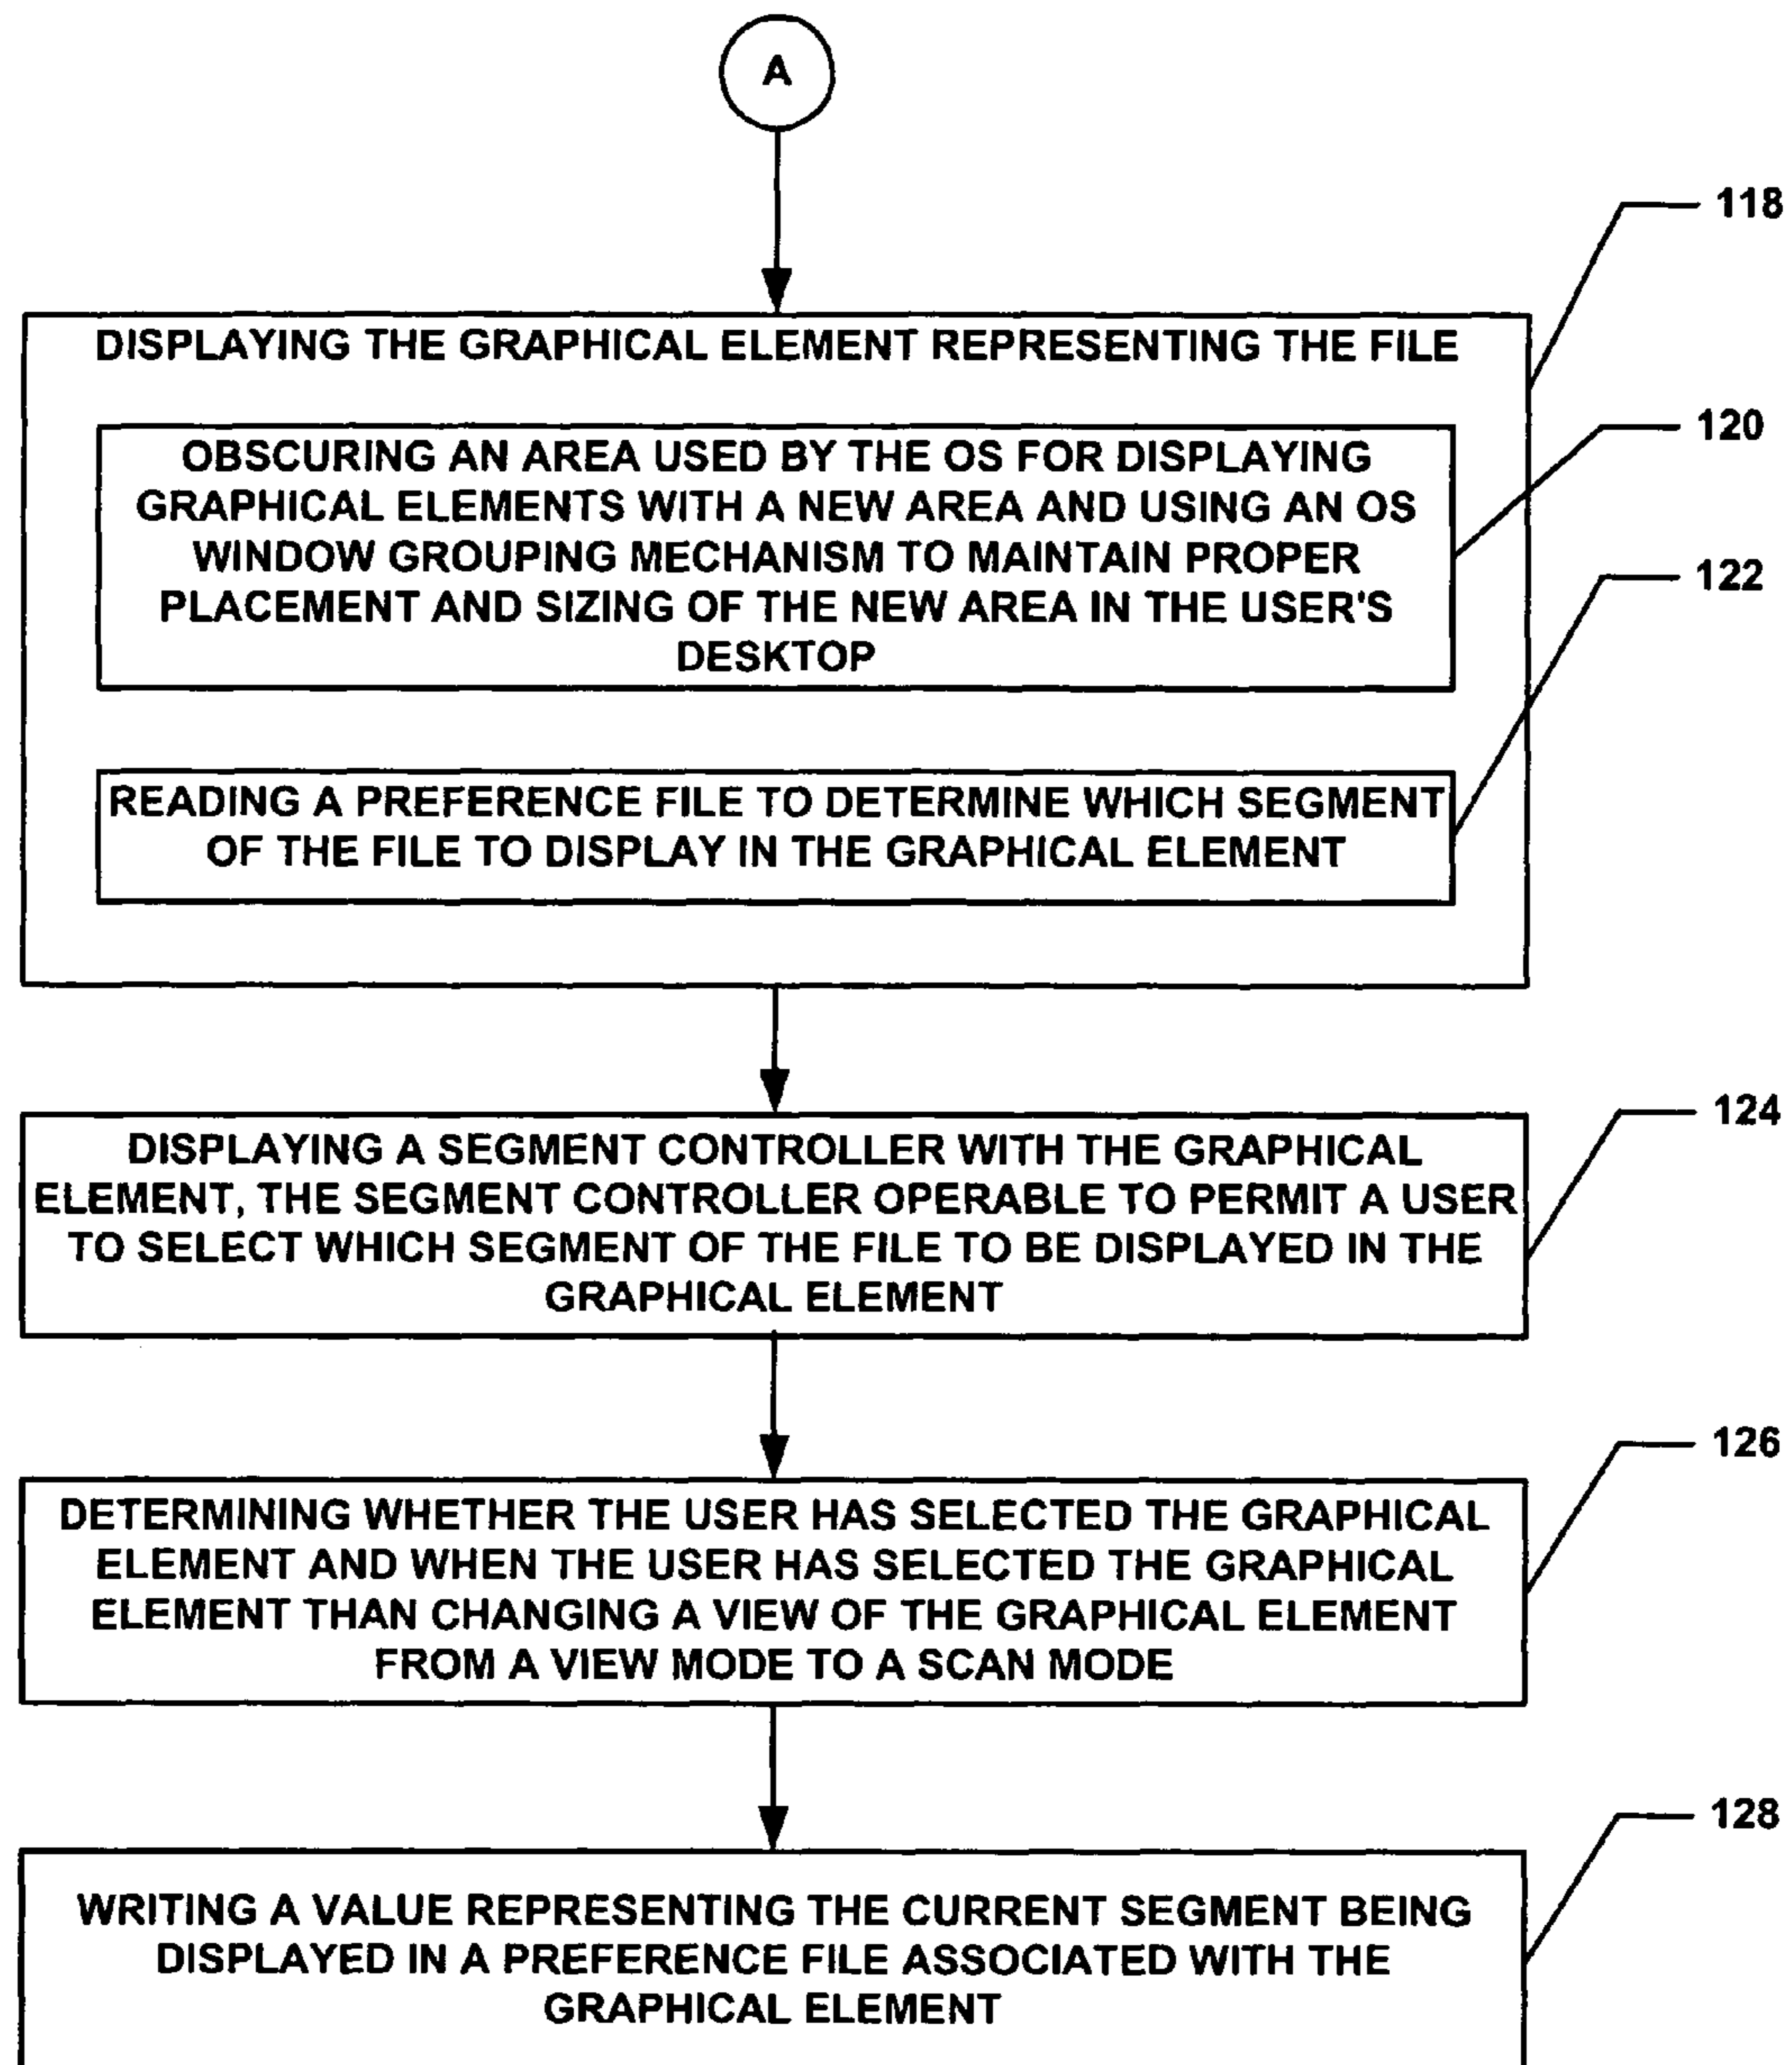 A
118
DISPLAYING THE GRAPHICAL ELEMENT REPRESENTING THE FILE
120
OBSCURING AN AREA USED BY THE OS FOR DISPLAYING
GRAPHICAL ELEMENTS WITH A NEW AREA AND USING AN OS
WINDOW GROUPING MECHANISM TO MAINTAIN PROPER
PLACEMENT AND SIZING OF THE NEW AREA IN THE USER'S
DESKTOP
122
READING A PREFERENCE FILE TO DETERMINE WHICH SEGMENT
OF THE FILE TO DISPLAY IN THE GRAPHICAL ELEMENT
124
DISPLAYING A SEGMENT CONTROLLER WITH THE GRAPHICAL
ELEMENT, THE SEGMENT CONTROLLER OPERABLE TO PERMIT A USER
TO SELECT WHICH SEGMENT OF THE FILE TO BE DISPLAYED IN THE
GRAPHICAL ELEMENT
126
DETERMINING WHETHER THE USER HAS SELECTED THE GRAPHICAL
ELEMENT AND WHEN THE USER HAS SELECTED THE GRAPHICAL
ELEMENT THAN CHANGING A VIEW OF THE GRAPHICAL ELEMENT
FROM A VIEW MODE TO A SCAN MODE
128
WRITING A VALUE REPRESENTING THE CURRENT SEGMENT BEING
DISPLAYED IN A PREFERENCE FILE ASSOCIATED WITH THE
GRAPHICAL ELEMENT